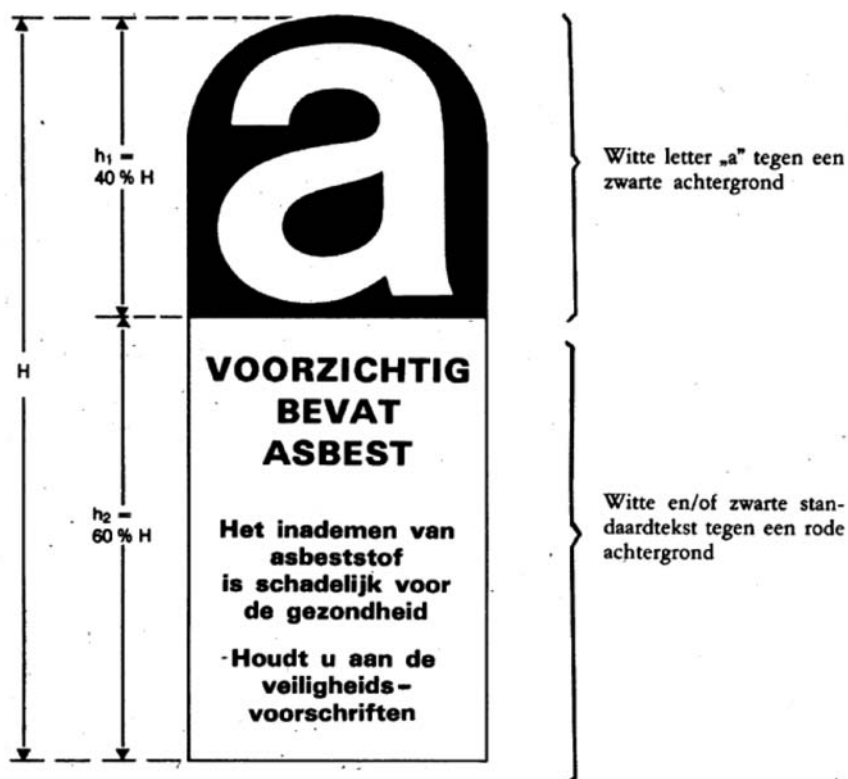 a
h₁ =
40 % H
Witte letter „a” tegen een
zwarte achtergrond
H
VOORZICHTIG
BEVAT
ASBEST
h₂ =
60 % H
Het inademen van
asbeststof
is schadelijk voor
de gezondheid
Houdt u aan de
veiligheids-
voorschriften
Witte en/of zwarte stan-
daardtekst tegen een rode
achtergrond